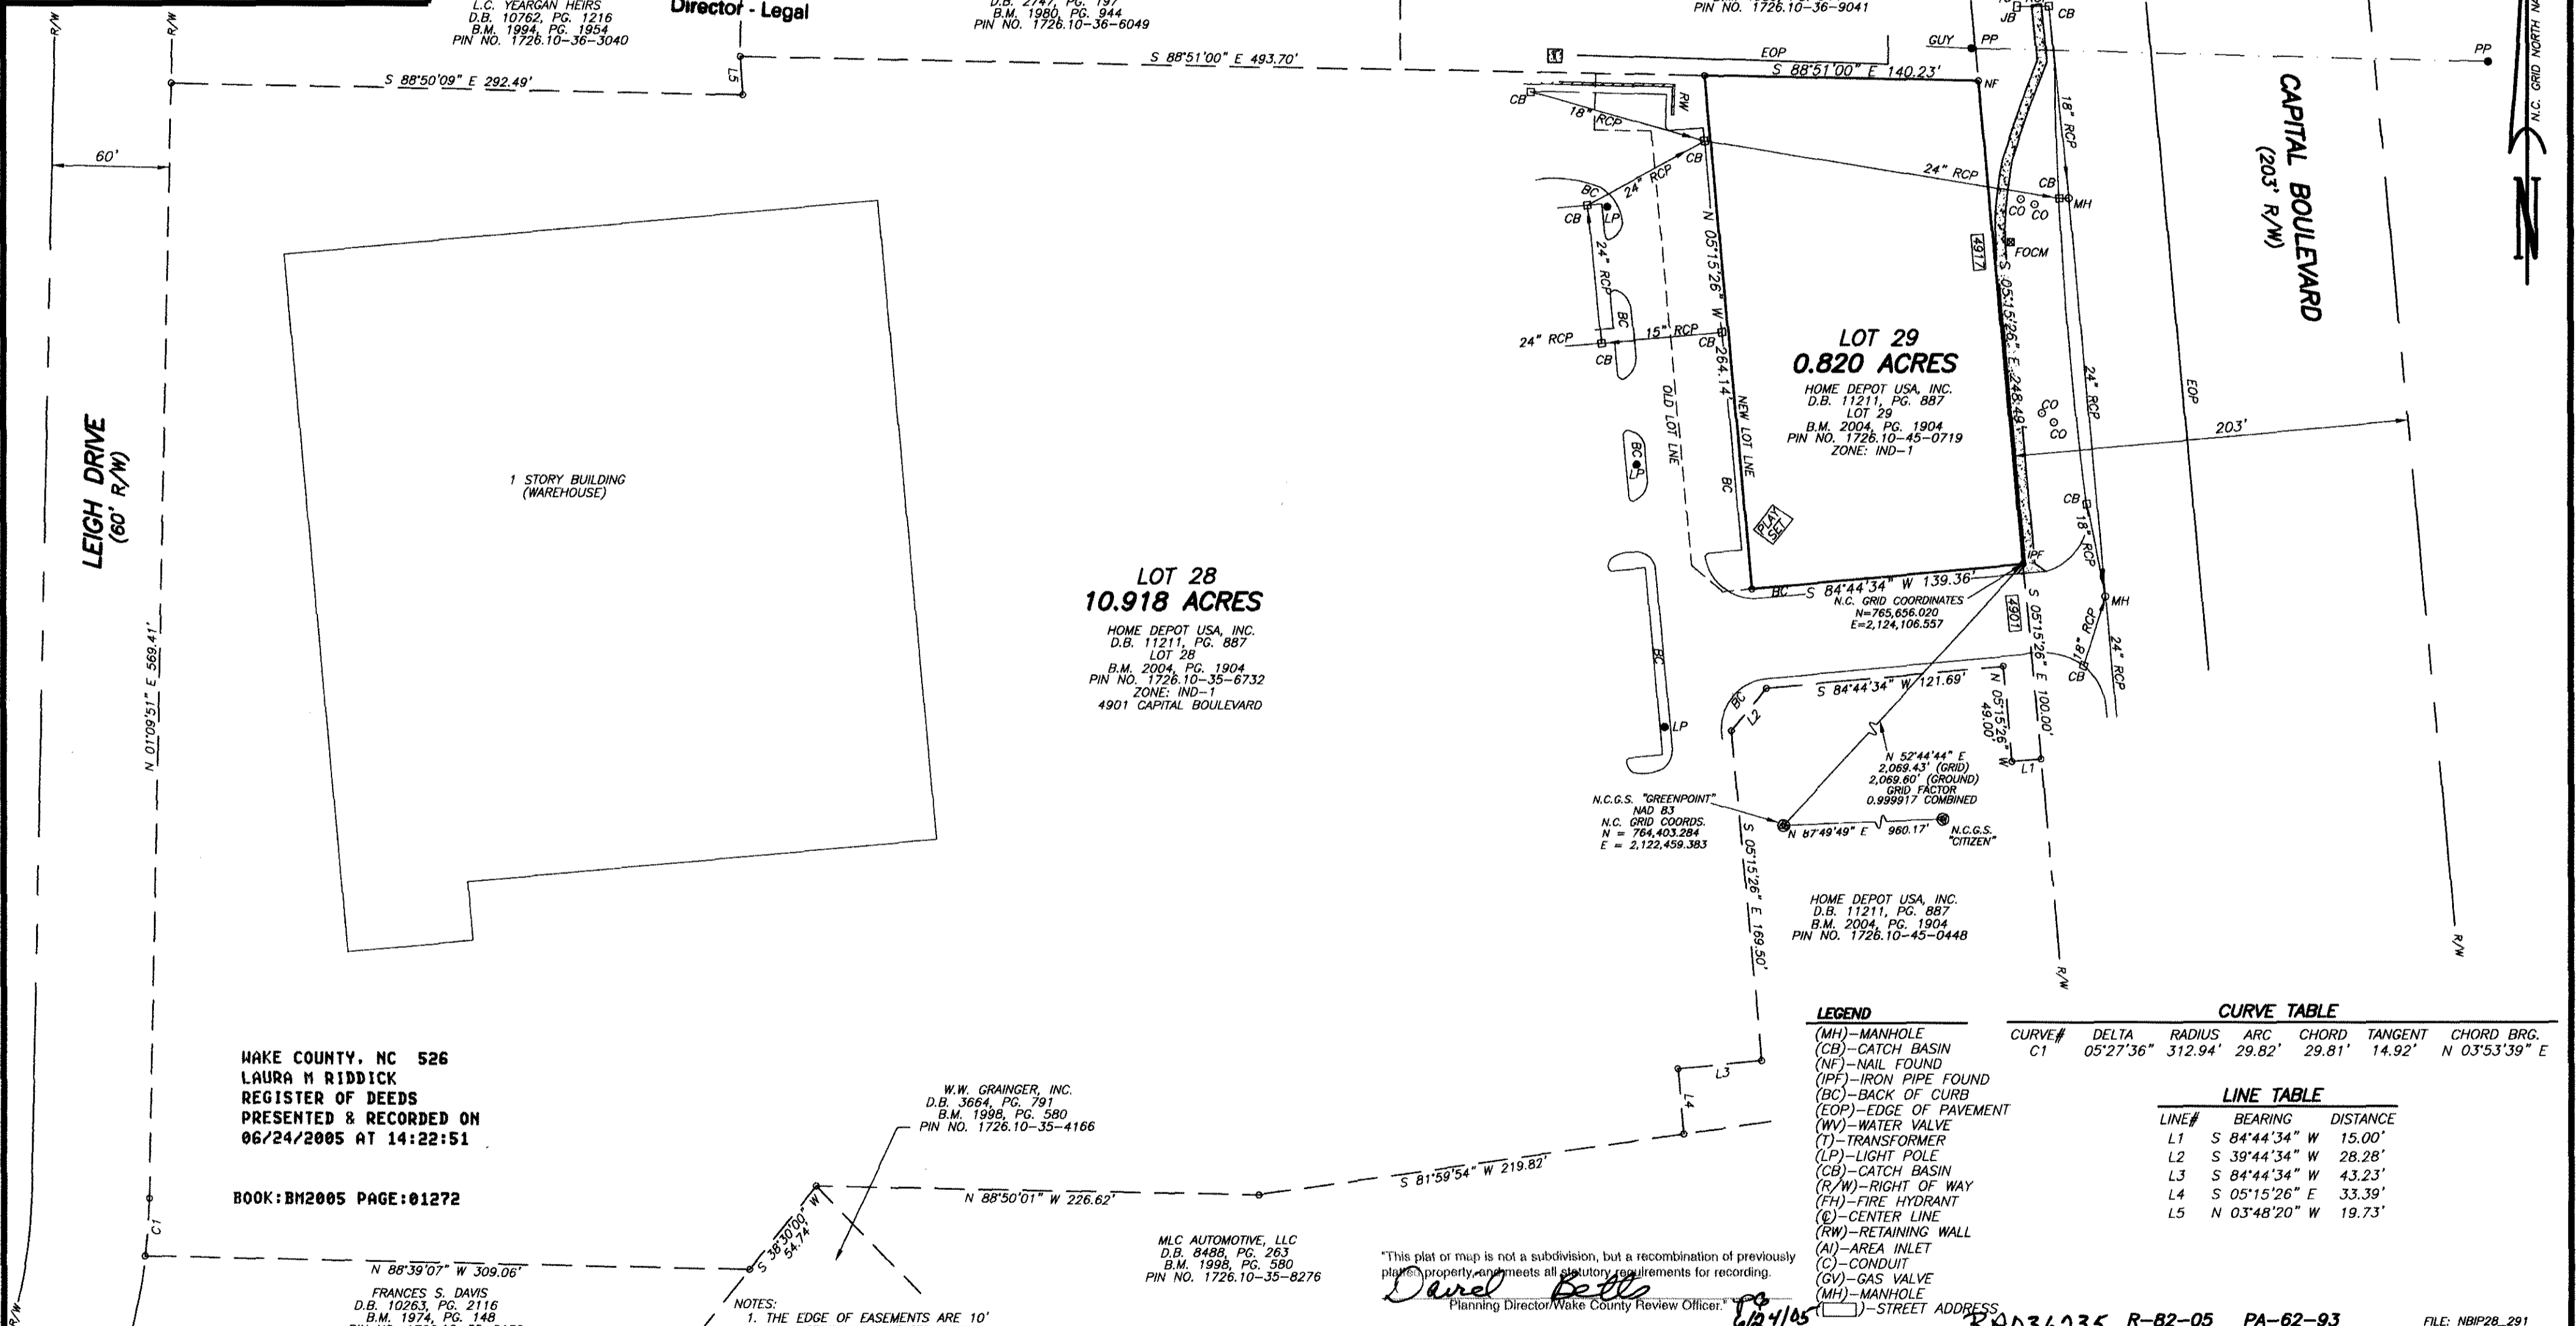 L.C. YEARGAN HEIRS
D.B. 10762, PG. 1216
B.M. 1994, PG. 1954
PIN NO. 1726.10-36-3040
Director - Legal
D.B. 2747, PG. 197
B.M. 1980, PG. 944
PIN NO. 1726.10-36-6049
PIN NO. 1726.10-36-9041
R/W
R/W
S 88°50'09" E 292.49'
L5
S 88°51'00" E 493.70'
EOP
S 88°51'00" E 140.23'
GUY
PP
NF
JB
CB
PP
N.C. GRID NORTH
N
60'
CB
18" RCP
RW
CB
24" RCP
BC
CB
LP
24" RCP
BC
24" RCP
CB
15" RCP
CB
24" RCP
18" RCP
CB
MH
CO
CO
FOCM
4917
N 05°15'26" W
264.14'
NEW LOT LNE
OLD LOT LNE
BC
BC
LP
S 05°15'26" E 248.49'
CAPITAL BOULEVARD
(203' R/W)
LOT 29
0.820 ACRES
HOME DEPOT USA, INC.
D.B. 11211, PG. 887
LOT 29
B.M. 2004, PG. 1904
PIN NO. 1726.10-45-0719
ZONE: IND-1
24" RCP
EOP
CO
CO
203'
PLAY
SET
CB
18" RCP
IPF
BC
S 84°44'34" W 139.36'
N.C. GRID COORDINATES
N=765,656.020
E=2,124,106.557
4901
MH
18" RCP
24" RCP
CB
S 05°15'26" E 100.00'
S 84°44'34" W 121.69'
N 05°15'26" W
49.00'
L1
BC
L2
BC
LP
LEIGH DRIVE
(60' R/W)
N 01°09'51" E 569.41'
1 STORY BUILDING
(WAREHOUSE)
LOT 28
10.918 ACRES
HOME DEPOT USA, INC.
D.B. 11211, PG. 887
LOT 28
B.M. 2004, PG. 1904
PIN NO. 1726.10-35-6732
ZONE: IND-1
4901 CAPITAL BOULEVARD
N 52°44'44" E
2,069.43' (GRID)
2,069.60' (GROUND)
GRID FACTOR
0.999917 COMBINED
N.C.G.S. "GREENPOINT"
NAD 83
N.C. GRID COORDS.
N = 764,403.284
E = 2,122,459.383
N 87°49'49" E 960.17'
N.C.G.S.
"CITIZEN"
S 05°15'26" E 169.50'
HOME DEPOT USA, INC.
D.B. 11211, PG. 887
B.M. 2004, PG. 1904
PIN NO. 1726.10-45-0448
R/W
R/W
L3
L4
WAKE COUNTY, NC 526
LAURA M RIDDICK
REGISTER OF DEEDS
PRESENTED & RECORDED ON
06/24/2005 AT 14:22:51
BOOK:BM2005 PAGE:01272
C1
R/W
W.W. GRAINGER, INC.
D.B. 3664, PG. 791
B.M. 1998, PG. 580
PIN NO. 1726.10-35-4166
S 81°59'54" W 219.82'
N 88°50'01" W 226.62'
S 38°30'00" W
54.74'
N 88°39'07" W 309.06'
FRANCES S. DAVIS
D.B. 10263, PG. 2116
B.M. 1974, PG. 148
MLC AUTOMOTIVE, LLC
D.B. 8488, PG. 263
B.M. 1998, PG. 580
PIN NO. 1726.10-35-8276
NOTES:
1. THE EDGE OF EASEMENTS ARE 10'
"This plat or map is not a subdivision, but a recombination of previously
platted property, and meets all statutory requirements for recording.
Planning Director/Wake County Review Officer."
6/24/05
LEGEND
(MH)-MANHOLE
(CB)-CATCH BASIN
(NF)-NAIL FOUND
(IPF)-IRON PIPE FOUND
(BC)-BACK OF CURB
(EOP)-EDGE OF PAVEMENT
(WV)-WATER VALVE
(T)-TRANSFORMER
(LP)-LIGHT POLE
(CB)-CATCH BASIN
(R/W)-RIGHT OF WAY
(FH)-FIRE HYDRANT
(℄)-CENTER LINE
(RW)-RETAINING WALL
(AI)-AREA INLET
(C)-CONDUIT
(GV)-GAS VALVE
(MH)-MANHOLE
( )-STREET ADDRESS
CURVE TABLE
CURVE# DELTA RADIUS ARC CHORD TANGENT CHORD BRG.
C1 05°27'36" 312.94' 29.82' 29.81' 14.92' N 03°53'39" E
LINE TABLE
LINE# BEARING DISTANCE
L1 S 84°44'34" W 15.00'
L2 S 39°44'34" W 28.28'
L3 S 84°44'34" W 43.23'
L4 S 05°15'26" E 33.39'
L5 N 03°48'20" W 19.73'
R-82-05 PA-62-93
FILE: NBIP28_291